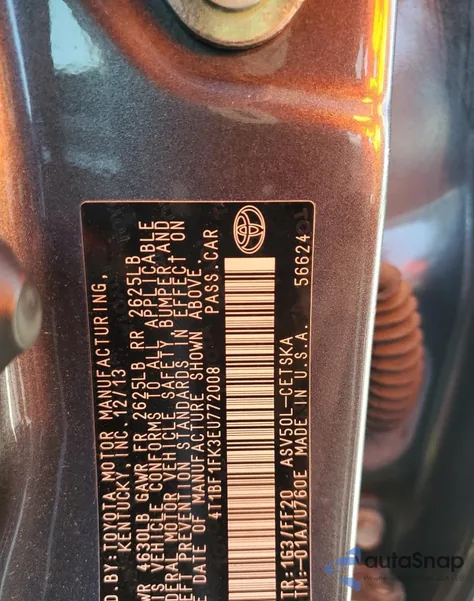 D.BY:TOYOTA MOTOR MANUFACTURING,
KENTUCKY,INC.12/13
WR 4630LB GAWR FR 2625LB RR 2625LB
IS VEHICLE CONFORMS TO ALL APPLICABLE
DERAL MOTOR VEHICLE SAFETY BUMPER,AND
EFT PREVENTION STANDARDS IN EFFECT ON
E DATE OF MANUFACTURE SHOWN ABOVE.
4T1BF1FK3EU772008 PASS.CAR
TR:1G3/FF20 ASV50L-CETSKA
TM:-01A/U760E MADE IN U.S.A.
56624
autoSnap
autoSnap